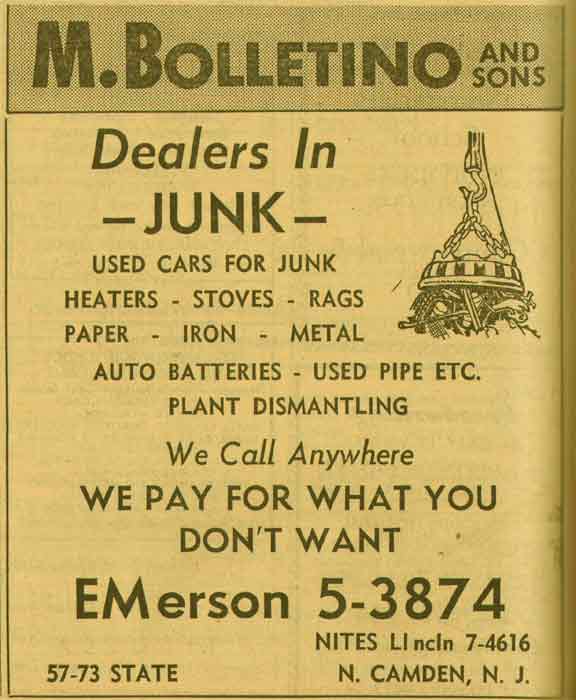 M. BOLLETINO AND SONS
Dealers In
– JUNK –
USED CARS FOR JUNK
HEATERS - STOVES - RAGS
PAPER - IRON - METAL
AUTO BATTERIES - USED PIPE ETC.
PLANT DISMANTLING
We Call Anywhere
WE PAY FOR WHAT YOU
DON'T WANT
EMerson 5-3874
NITES LIncln 7-4616
57-73 STATE N. CAMDEN, N. J.